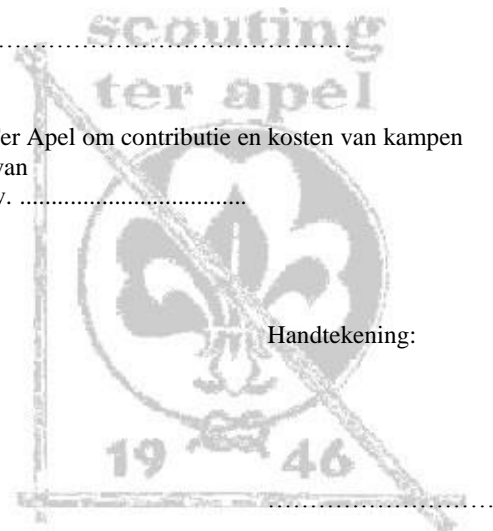 scouting
……………………………………………
ter apel
er Apel om contributie en kosten van kampen
van
. ....................................
Handtekening:
19 46
…………………………